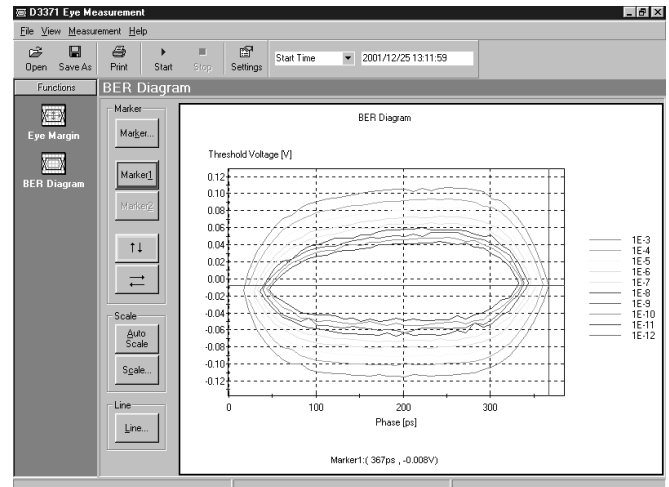 D3371 Eye Measurement
File View Measurement Help
Open Save As Print Start Stop Settings Start Time 2001/12/25 13:11:59
Functions
BER Diagram
Eye Margin
BER Diagram
Marker
Marker...
Marker1
Marker2
Scale
Auto Scale
Scale...
Line
Line...
BER Diagram
Threshold Voltage [V]
0.12
0.10
0.08
0.06
0.04
0.02
0.00
-0.02
-0.04
-0.06
-0.08
-0.10
-0.12
0 100 200 300
Phase [ps]
1E-3
1E-4
1E-5
1E-6
1E-7
1E-8
1E-9
1E-10
1E-11
1E-12
Marker1:( 367ps , -0.008V)